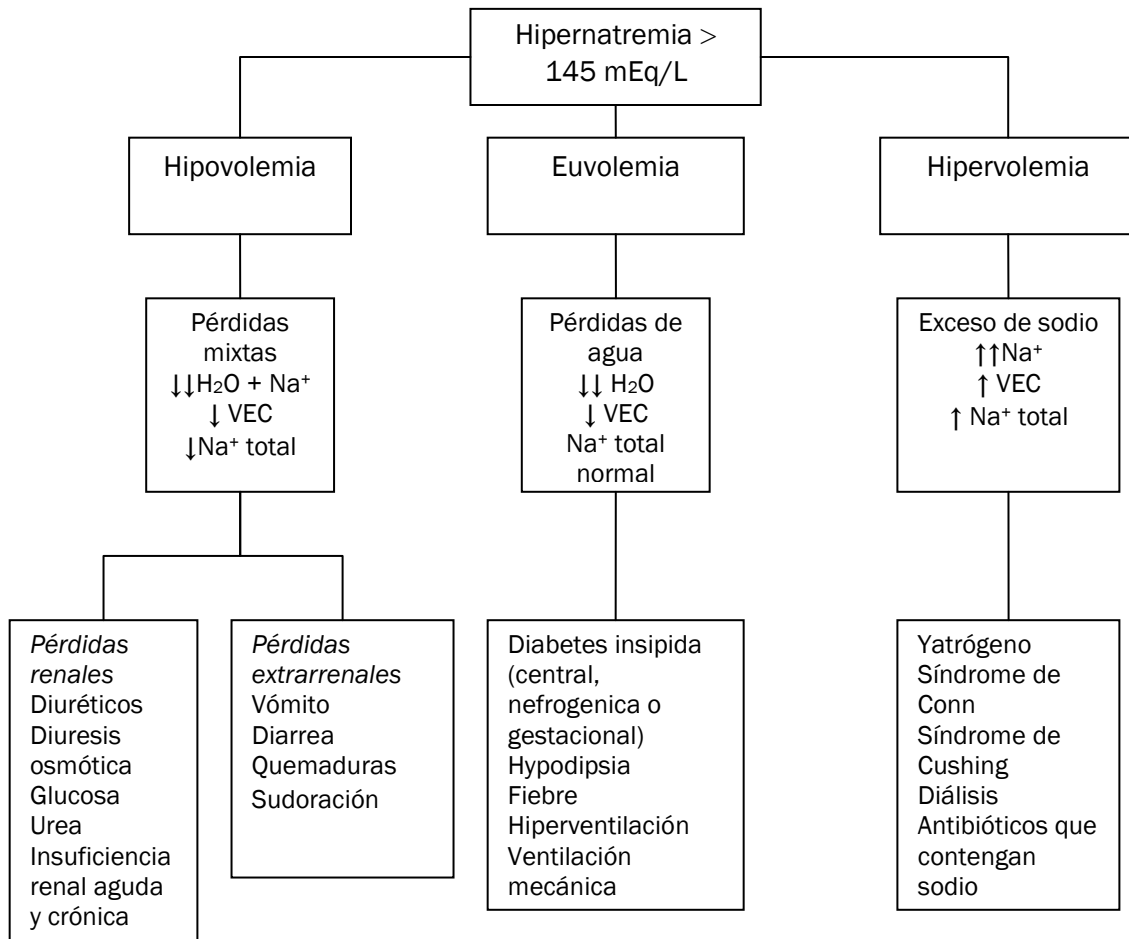 Hipernatremia >
145 mEq/L
Hipovolemia
Euvolemia
Hipervolemia
Pérdidas
mixtas
↓↓H₂O + Na⁺
↓ VEC
↓Na⁺ total
Pérdidas de
agua
↓↓ H₂O
↓ VEC
Na⁺ total
normal
Exceso de sodio
↑↑Na⁺
↑ VEC
↑ Na⁺ total
Pérdidas
renales
Diuréticos
Diuresis
osmótica
Glucosa
Urea
Insuficiencia
renal aguda
y crónica
Pérdidas
extrarrenales
Vómito
Diarrea
Quemaduras
Sudoración
Diabetes insipida
(central,
nefrogenica o
gestacional)
Hypodipsia
Fiebre
Hiperventilación
Ventilación
mecánica
Yatrógeno
Síndrome de
Conn
Síndrome de
Cushing
Diálisis
Antibióticos que
contengan
sodio